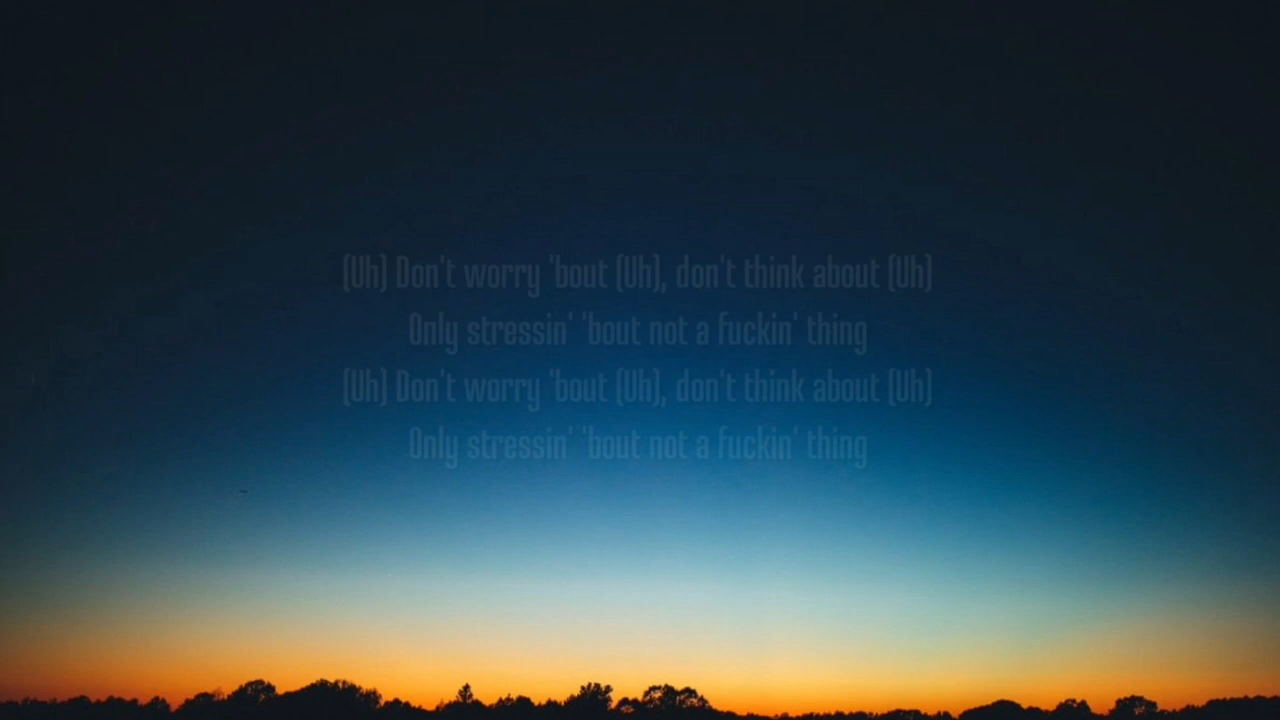 (Uh) Don't worry 'bout (Uh), don't think about (Uh)
Only stressin' 'bout not a fuckin' thing
(Uh) Don't worry 'bout (Uh), don't think about (Uh)
Only stressin' 'bout not a fuckin' thing